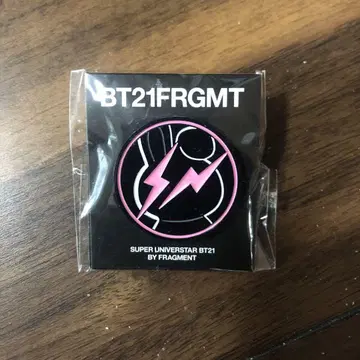 BT21FRGMT
SUPER UNIVERSTAR BT21
BY FRAGMENT